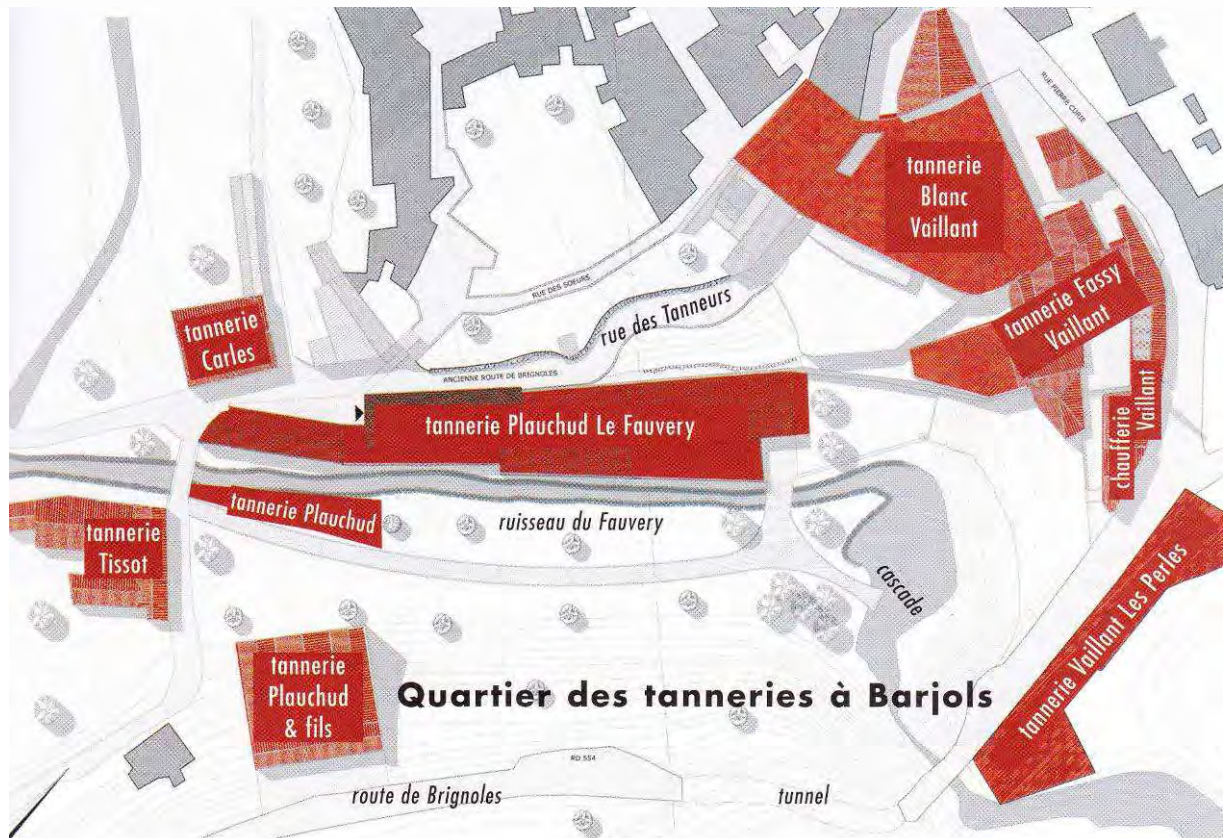 RUE PIERRE CURIE
tannerie
Blanc
Vaillant
RUE DES SOEURS
rue des Tanneurs
tannerie Fassy
Vaillant
tannerie
Carles
ANCIENNE ROUTE DE BRIGNOLES
tannerie Plauchud Le Fauvery
chaufferie
Vaillant
tannerie Plauchud
ruisseau du Fauvery
tannerie
Tissot
cascade
tannerie Vaillant Les Perles
tannerie
Plauchud
& fils
Quartier des tanneries à Barjols
RD 554
route de Brignoles
tunnel